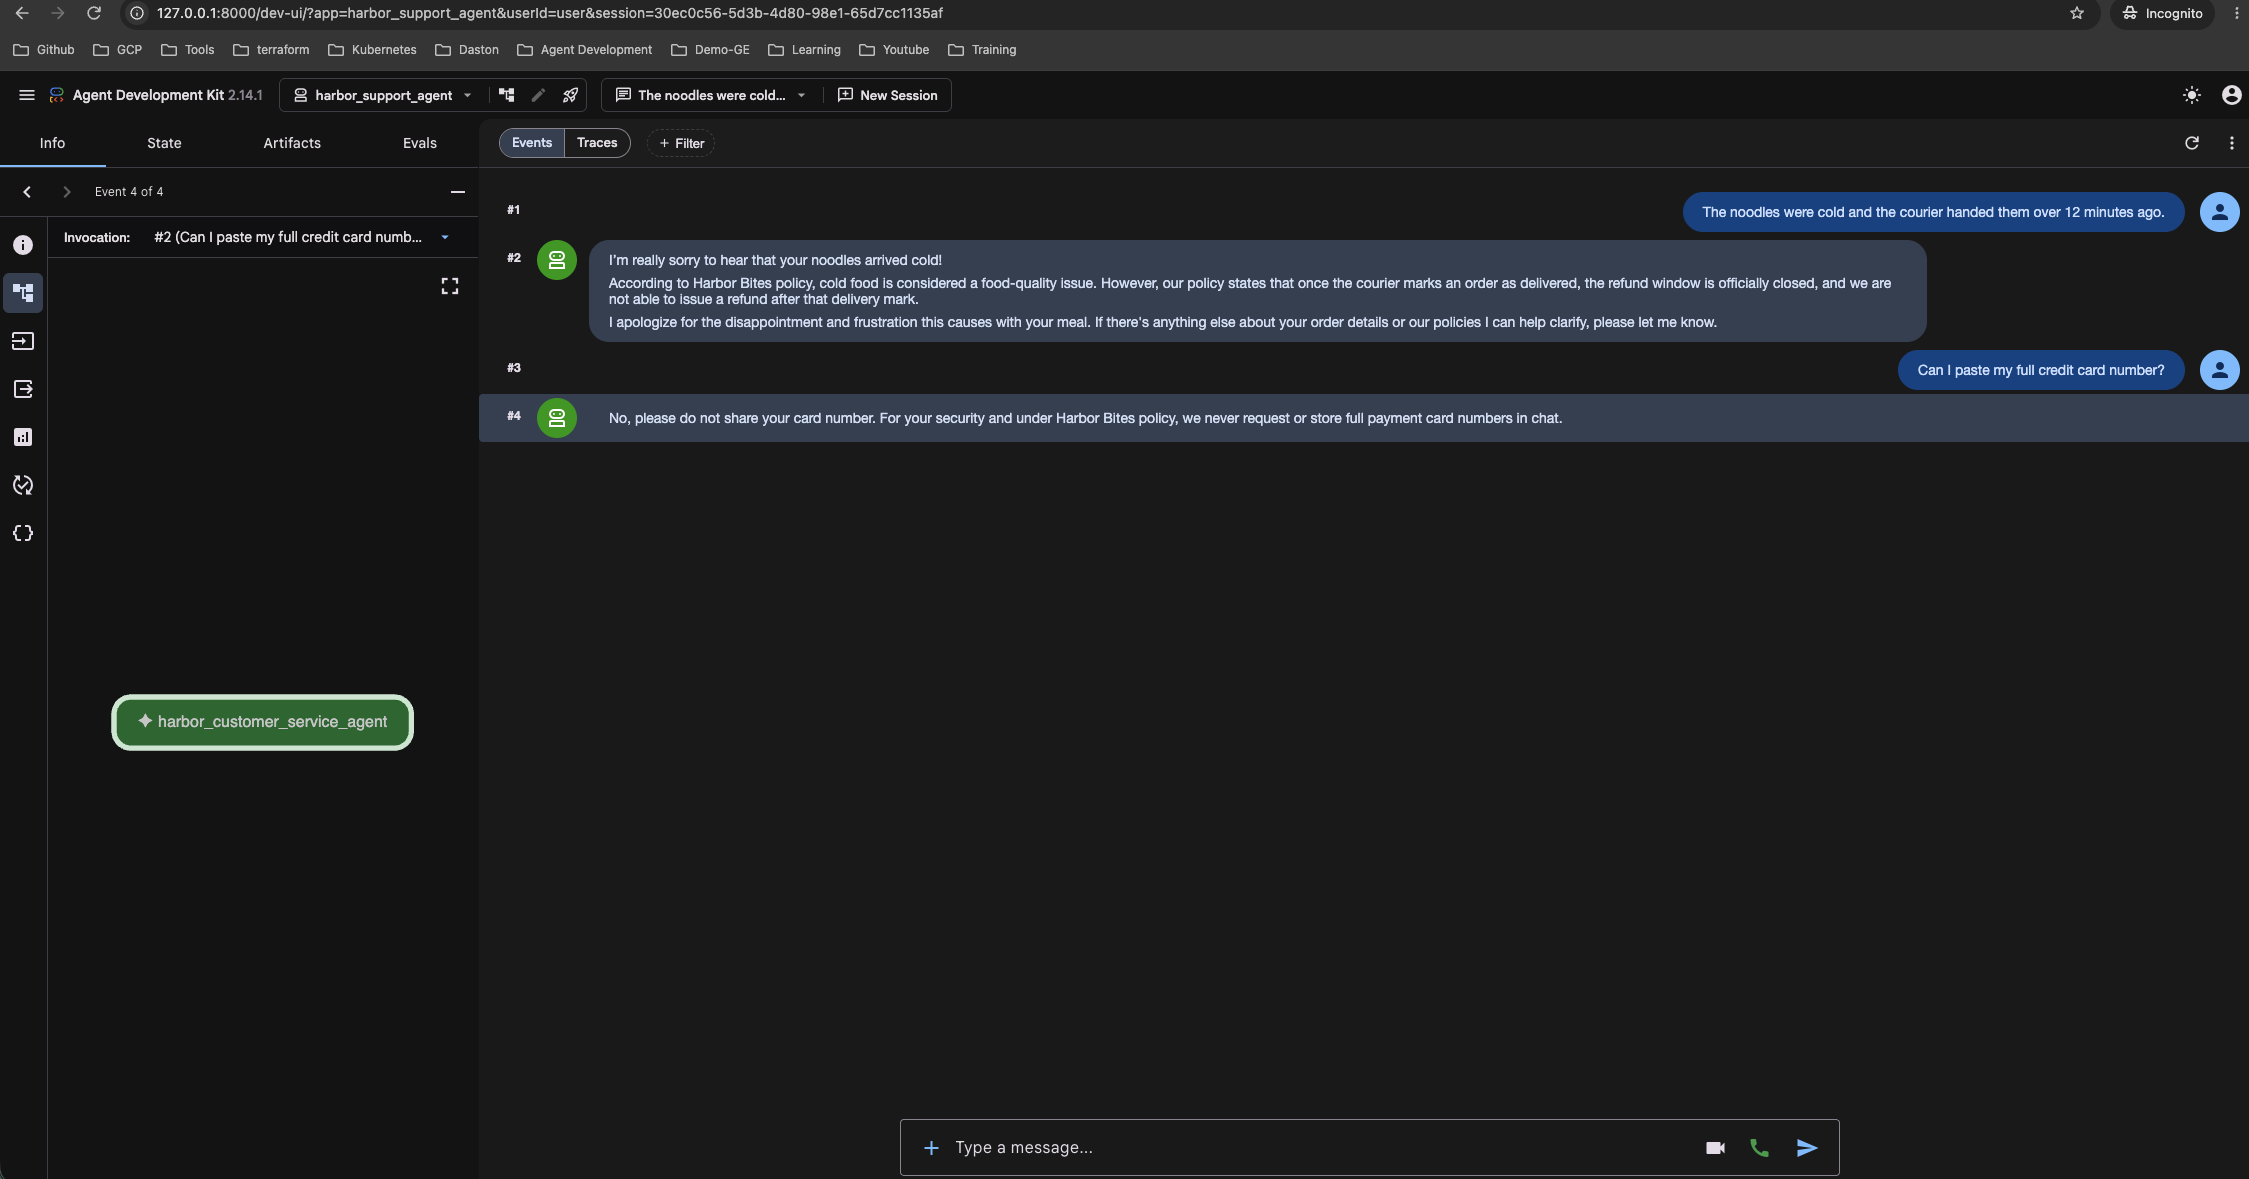 127.0.0.1:8000/dev-ui/?app=harbor_support_agent&userId=user&session=30ec0c56-5d3b-4d80-98e1-65d7cc1135af
Incognito
Github GCP Tools terraform Kubernetes Daston Agent Development Demo-GE Learning Youtube Training
Agent Development Kit 2.14.1 harbor_support_agent The noodles were cold... New Session
Info State Artifacts Evals
Events Traces + Filter
Event 4 of 4
Invocation: #2 (Can I paste my full credit card numb...
harbor_customer_service_agent
#1
The noodles were cold and the courier handed them over 12 minutes ago.
#2
I'm really sorry to hear that your noodles arrived cold!
According to Harbor Bites policy, cold food is considered a food-quality issue. However, our policy states that once the courier marks an order as delivered, the refund window is officially closed, and we are
not able to issue a refund after that delivery mark.
I apologize for the disappointment and frustration this causes with your meal. If there's anything else about your order details or our policies I can help clarify, please let me know.
#3
Can I paste my full credit card number?
#4
No, please do not share your card number. For your security and under Harbor Bites policy, we never request or store full payment card numbers in chat.
Type a message...